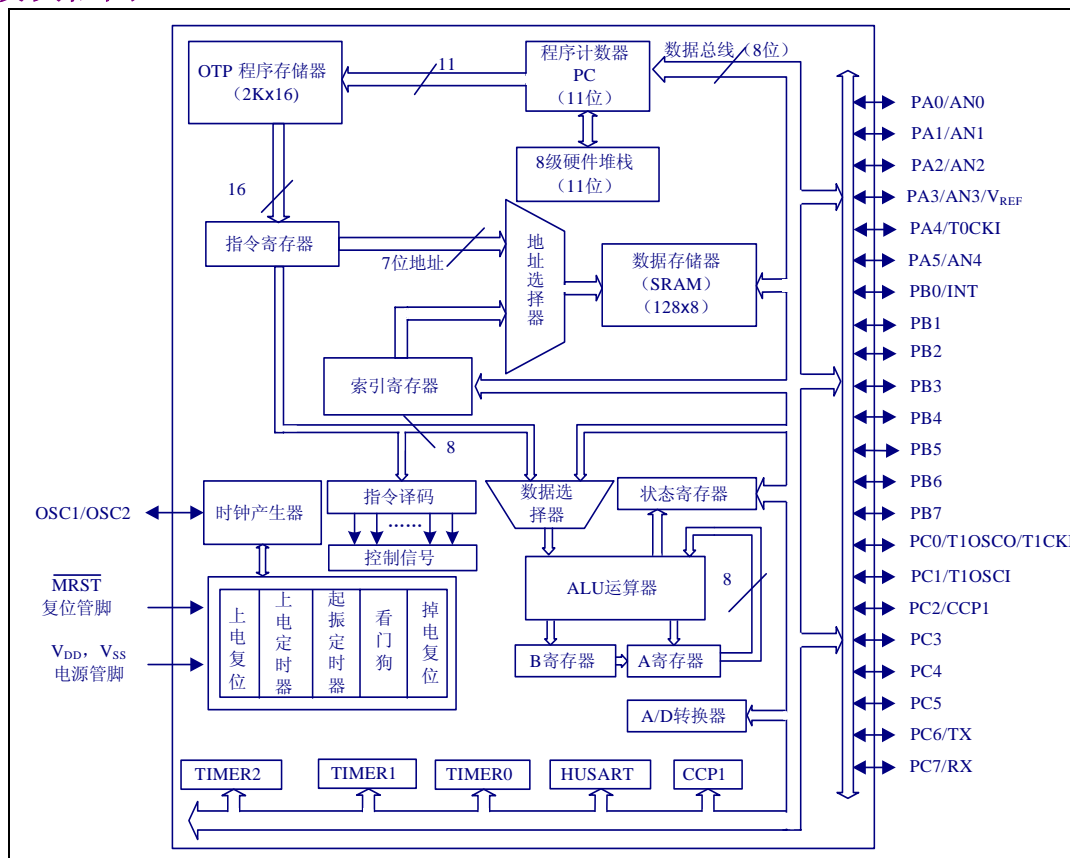 OTP 程序存储器
（2Kx16)
11
程序计数器
PC
(11位)
数据总线（8位）
8级硬件堆栈
（11位）
16
指令寄存器
7位地址
地
址
选
择
器
数据存储器
（SRAM）
(128x8)
索引寄存器
8
OSC1/OSC2
时钟产生器
指令译码
……
控制信号
数据选
择器
状态寄存器
ALU运算器
8
B寄存器
A寄存器
A/D转换器
MRST
复位管脚
VDD，VSS
电源管脚
上电复位
上电定时器
起振定时器
看门狗
掉电复位
TIMER2
TIMER1
TIMER0
HUSART
CCP1
PA0/AN0
PA1/AN1
PA2/AN2
PA3/AN3/VREF
PA4/T0CKI
PA5/AN4
PB0/INT
PB1
PB2
PB3
PB4
PB5
PB6
PB7
PC0/T1OSCO/T1CK
PC1/T1OSCI
PC2/CCP1
PC3
PC4
PC5
PC6/TX
PC7/RX